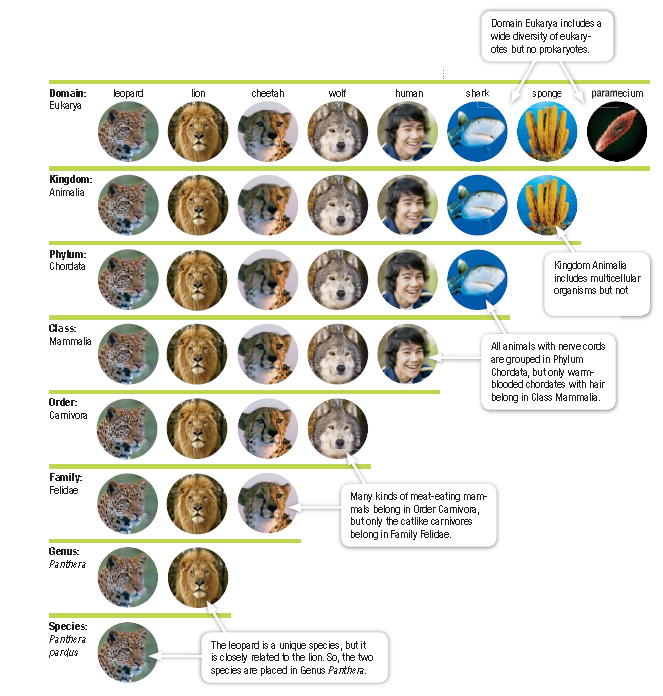 Domain Eukarya includes a
wide diversity of eukary-
otes but no prokaryotes.
Domain:
Eukarya
leopard
lion
cheetah
wolf
human
shark
sponge
paramecium
Kingdom:
Animalia
Kingdom Animalia
includes multicellular
organisms but not
Phylum:
Chordata
Class:
Mammalia
All animals with nerve cords
are grouped in Phylum
Chordata, but only warm-
blooded chordates with hair
belong in Class Mammalia.
Order:
Carnivora
Family:
Felidae
Many kinds of meat-eating mam-
mals belong in Order Carnivora,
but only the catlike carnivores
belong in Family Felidae.
Genus:
Panthera
Species:
Panthera
pardus
The leopard is a unique species, but it
is closely related to the lion. So, the two
species are placed in Genus Panthera.